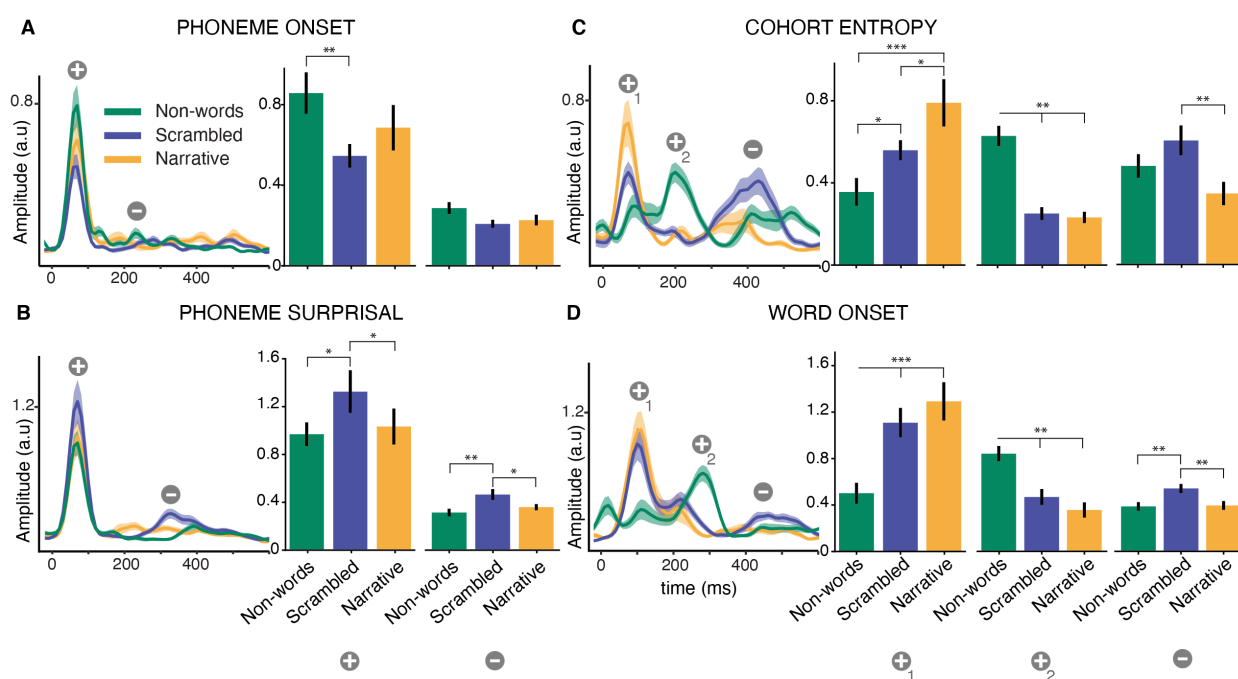 A
PHONEME ONSET
**
0.8
Amplitude (a.u)
+
−
Non-words
Scrambled
Narrative
0
200
400
0.8
0.4
0
C
COHORT ENTROPY
0.8
Amplitude (a.u)
+1
+2
−
0
200
400
0.8
0.4
0
***
*
*
**
**
B
PHONEME SURPRISAL
1.2
Amplitude (a.u)
+
−
0
200
400
1.6
1.2
0.8
0.4
0
*
*
**
*
Non-words
Scrambled
Narrative
Non-words
Scrambled
Narrative
+
−
D
WORD ONSET
1.2
Amplitude (a.u)
+1
+2
−
0
200
400
time (ms)
1.6
1.2
0.8
0.4
0
***
**
**
**
Non-words
Scrambled
Narrative
Non-words
Scrambled
Narrative
Non-words
Scrambled
Narrative
+1
+2
−